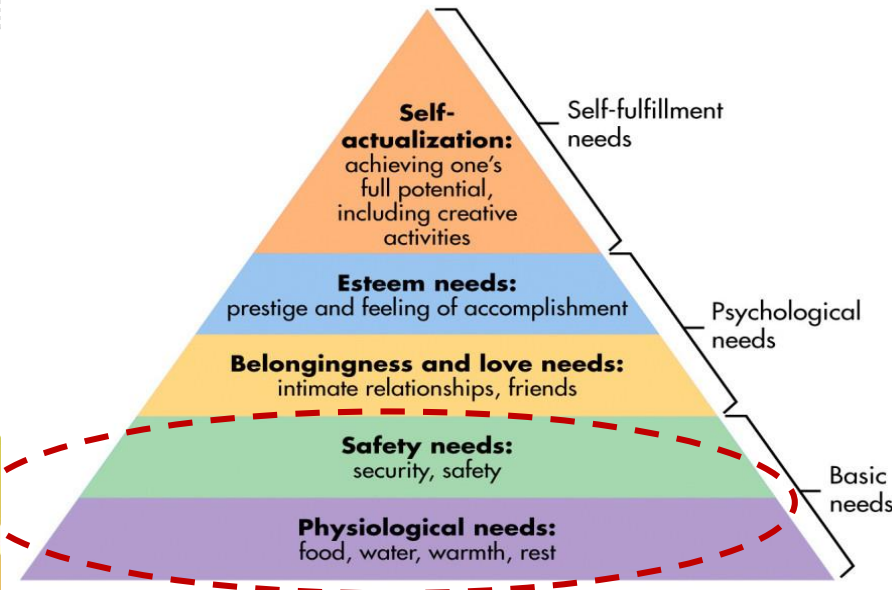 Self-
actualization:
achieving one's
full potential,
including creative
activities
Self-fulfillment
needs
Esteem needs:
prestige and feeling of accomplishment
Psychological
needs
Belongingness and love needs:
intimate relationships, friends
Safety needs:
security, safety
Basic
needs
Physiological needs:
food, water, warmth, rest